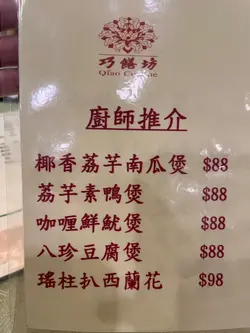 巧饍坊
廚師推介
椰香荔芋南瓜煲 $88
荔芋素鴨煲 $88
咖喱鮮魷煲 $88
八珍豆腐煲 $88
瑤柱扒西蘭花 $98